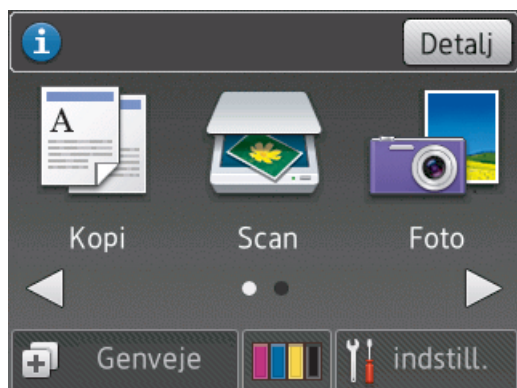 i
Detalj
A
Kopi
Scan
Foto
Genveje
indstill.